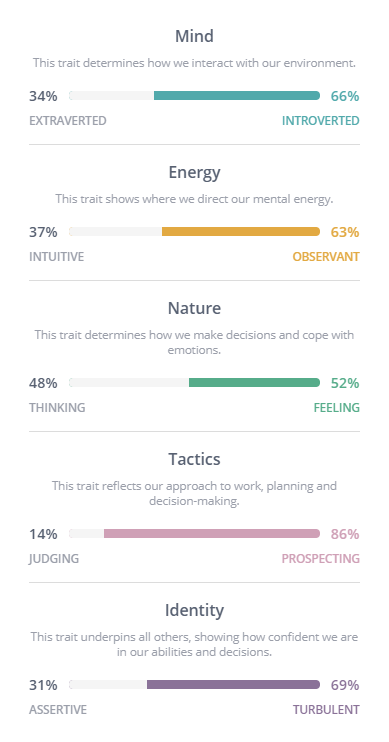 Mind
This trait determines how we interact with our environment.
34% 66%
EXTRAVERTED INTROVERTED
Energy
This trait shows where we direct our mental energy.
37% 63%
INTUITIVE OBSERVANT
Nature
This trait determines how we make decisions and cope with
emotions.
48% 52%
THINKING FEELING
Tactics
This trait reflects our approach to work, planning and
decision-making.
14% 86%
JUDGING PROSPECTING
Identity
This trait underpins all others, showing how confident we are
in our abilities and decisions.
31% 69%
ASSERTIVE TURBULENT